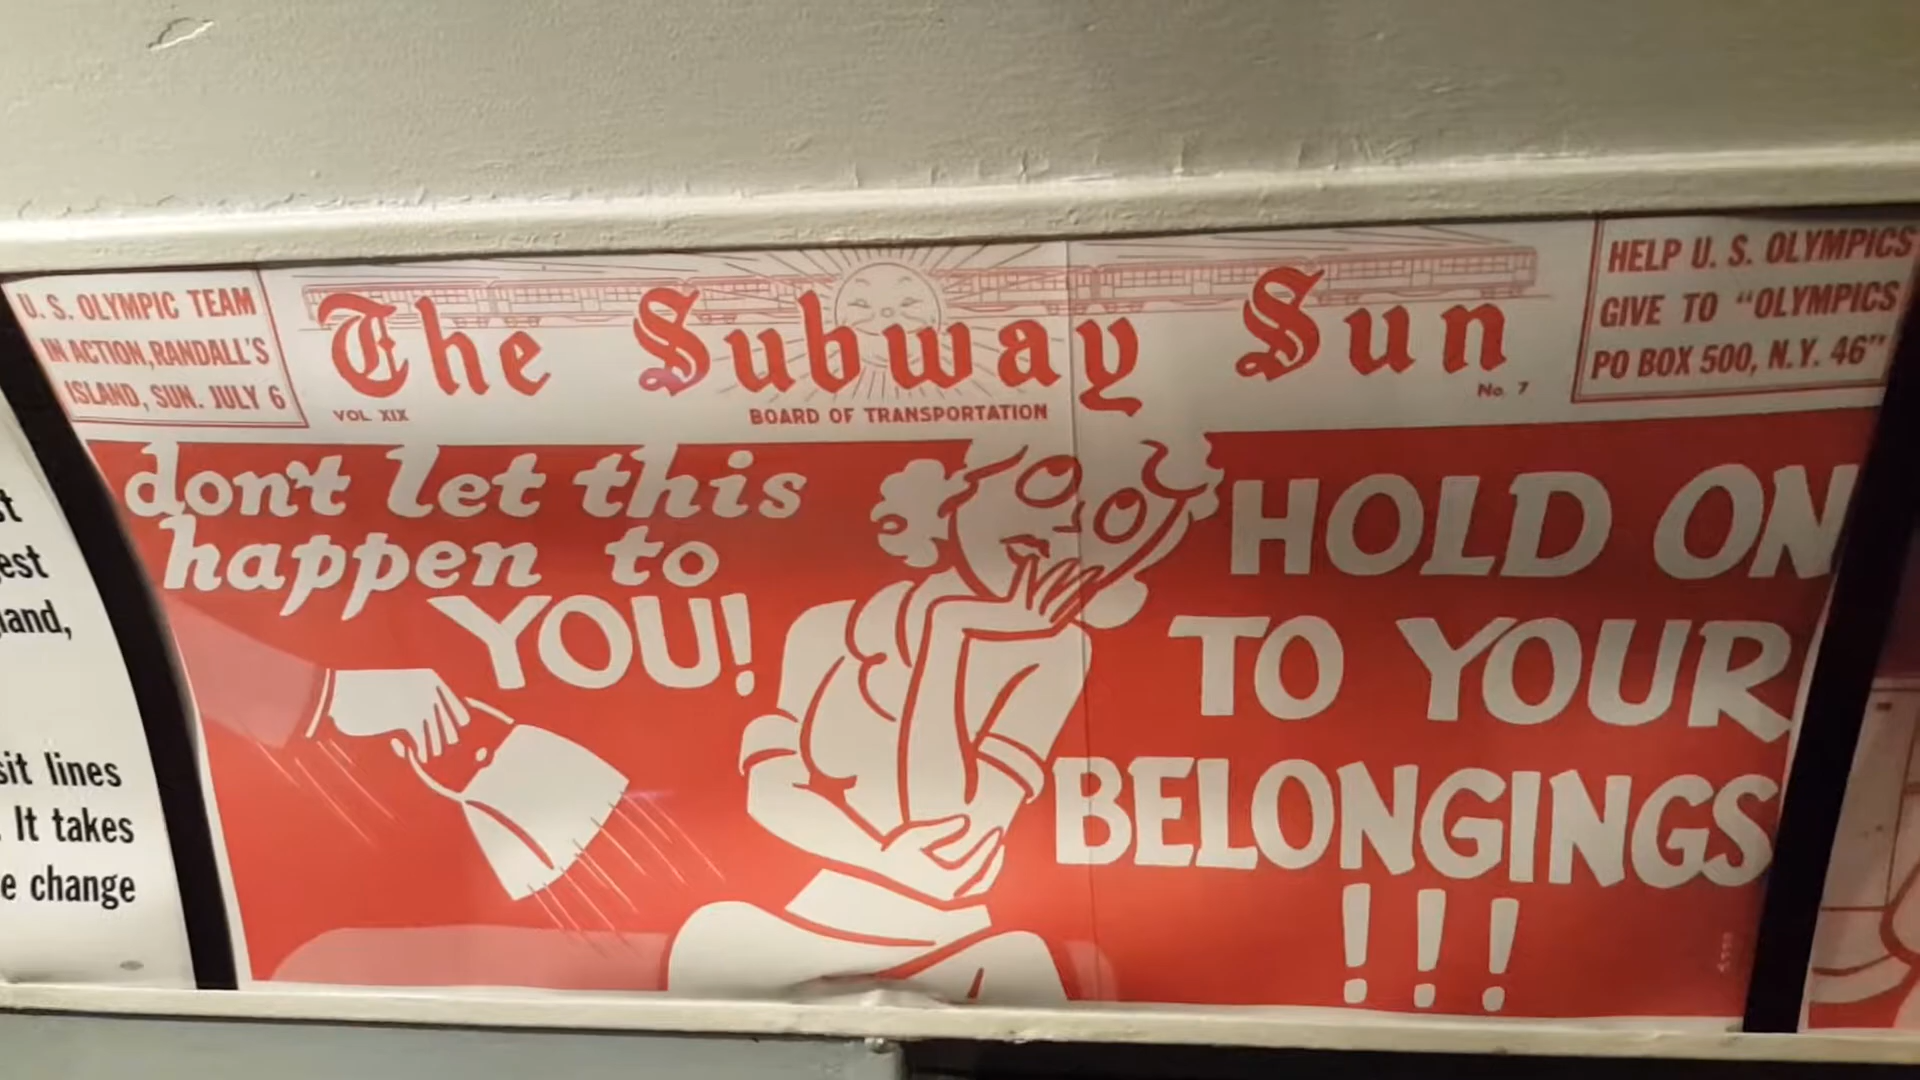 st
est
land,
sit lines
. It takes
e change
U. S. OLYMPIC TEAM
IN ACTION, RANDALL'S
ISLAND, SUN. JULY 6
The Subway Sun
VOL XIX
BOARD OF TRANSPORTATION
No. 7
HELP U. S. OLYMPICS
GIVE TO "OLYMPICS
PO BOX 500, N.Y. 46"
don't let this
happen to
YOU!
HOLD ON
TO YOUR
BELONGINGS
!!!